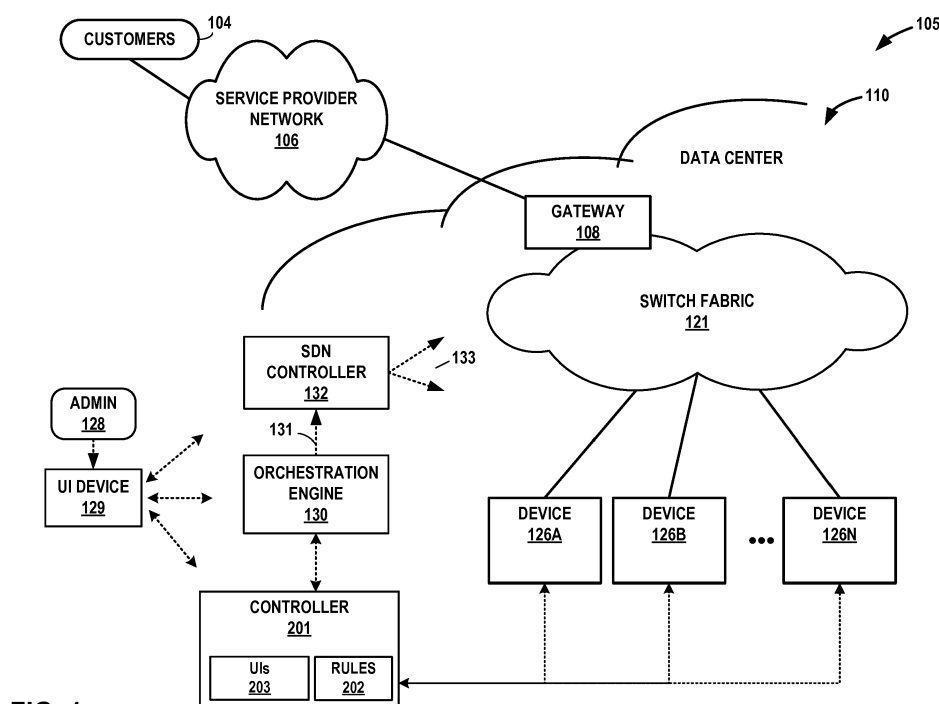 CUSTOMERS
104
105
SERVICE PROVIDER
NETWORK
106
110
DATA CENTER
GATEWAY
108
SWITCH FABRIC
121
SDN
CONTROLLER
132
133
ADMIN
128
131
UI DEVICE
129
ORCHESTRATION
ENGINE
130
DEVICE
126A
DEVICE
126B
•••
DEVICE
126N
CONTROLLER
201
UIs
203
RULES
202